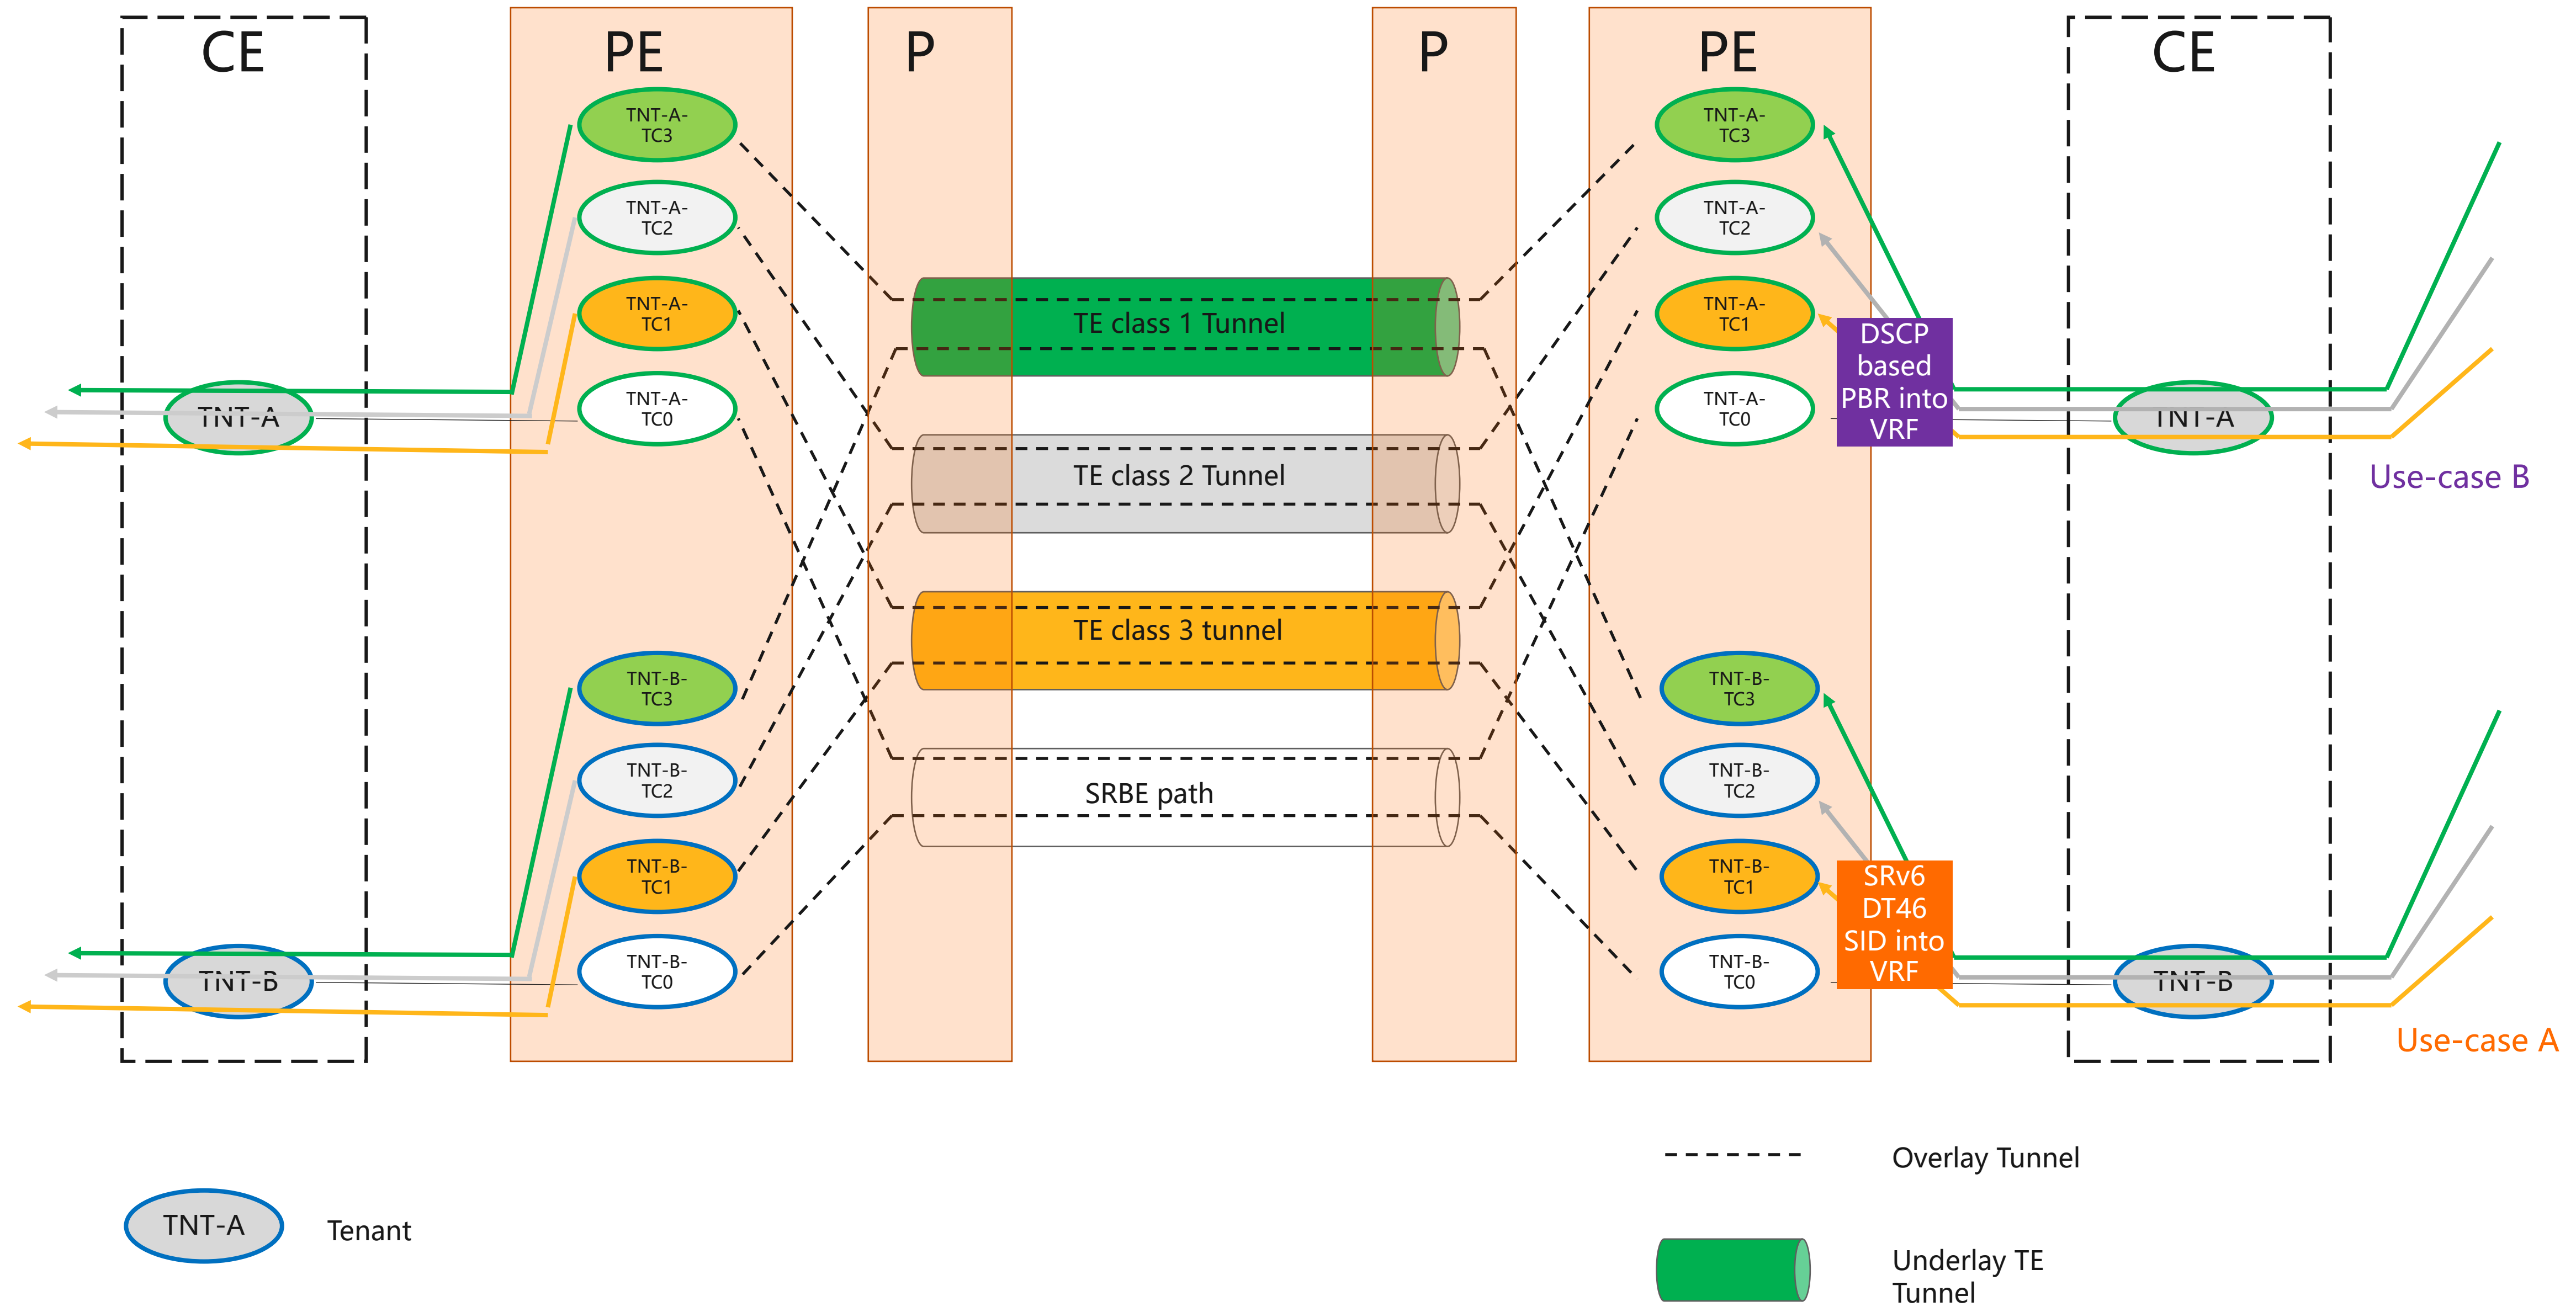 CE
PE
P
P
PE
CE
TNT-A-
TC3
TNT-A-
TC2
TNT-A-
TC1
TNT-A-
TC0
TNT-A
TNT-B-
TC3
TNT-B-
TC2
TNT-B-
TC1
TNT-B-
TC0
TNT-B
TE class 1 Tunnel
TE class 2 Tunnel
TE class 3 tunnel
SRBE path
TNT-A-
TC3
TNT-A-
TC2
TNT-A-
TC1
TNT-A-
TC0
DSCP
based
PBR into
VRF
TNT-A
Use-case B
TNT-B-
TC3
TNT-B-
TC2
TNT-B-
TC1
TNT-B-
TC0
SRv6
DT46
SID into
VRF
TNT-B
Use-case A
Overlay Tunnel
TNT-A
Tenant
Underlay TE
Tunnel